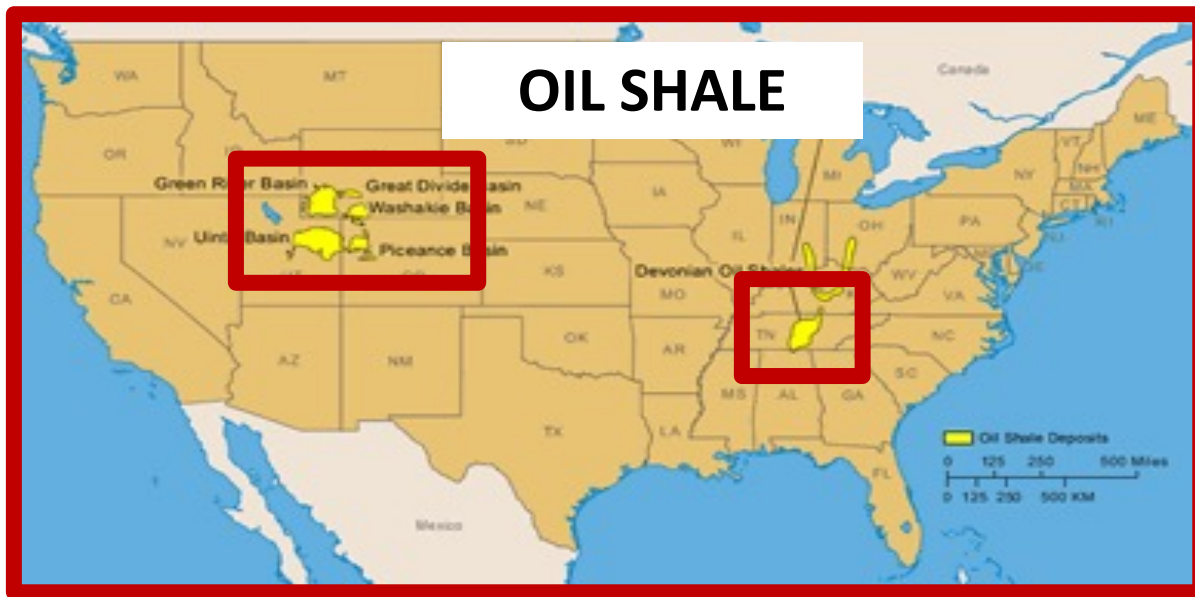 OIL SHALE
Canada
WA
MT
ME
OR
VT
NH
WI
MI
NY
MA
CT
RI
Green River Basin
Great Divide Basin
IA
Washakie Basin
NE
PA
IN
OH
IL
NV
Uinta Basin
Piceance Basin
NJ
Devonian Oil Shales
KS
WV
CA
MO
VA
TN
NC
OK
AR
AZ
NM
SC
MS
AL
GA
TX
LA
Oil Shale Deposits
0 125 250 500 Miles
FL
0 125 250 500 KM
Mexico